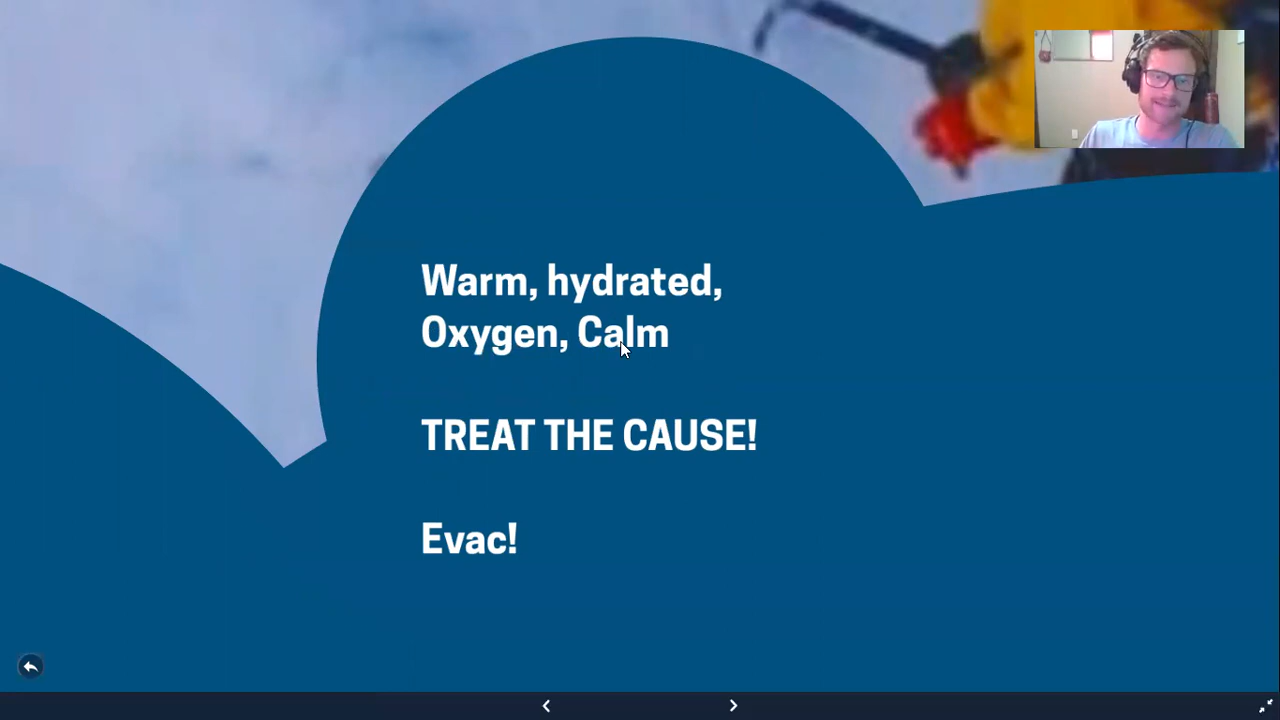 Warm, hydrated,
Oxygen, Calm
TREAT THE CAUSE!
Evac!